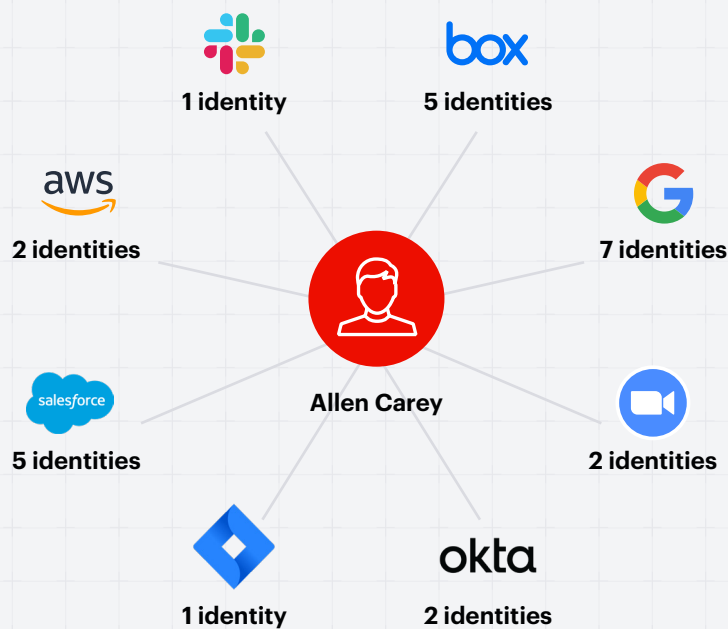 box
1 identity
5 identities
aws
2 identities
G
7 identities
salesforce
Allen Carey
5 identities
2 identities
okta
1 identity
2 identities